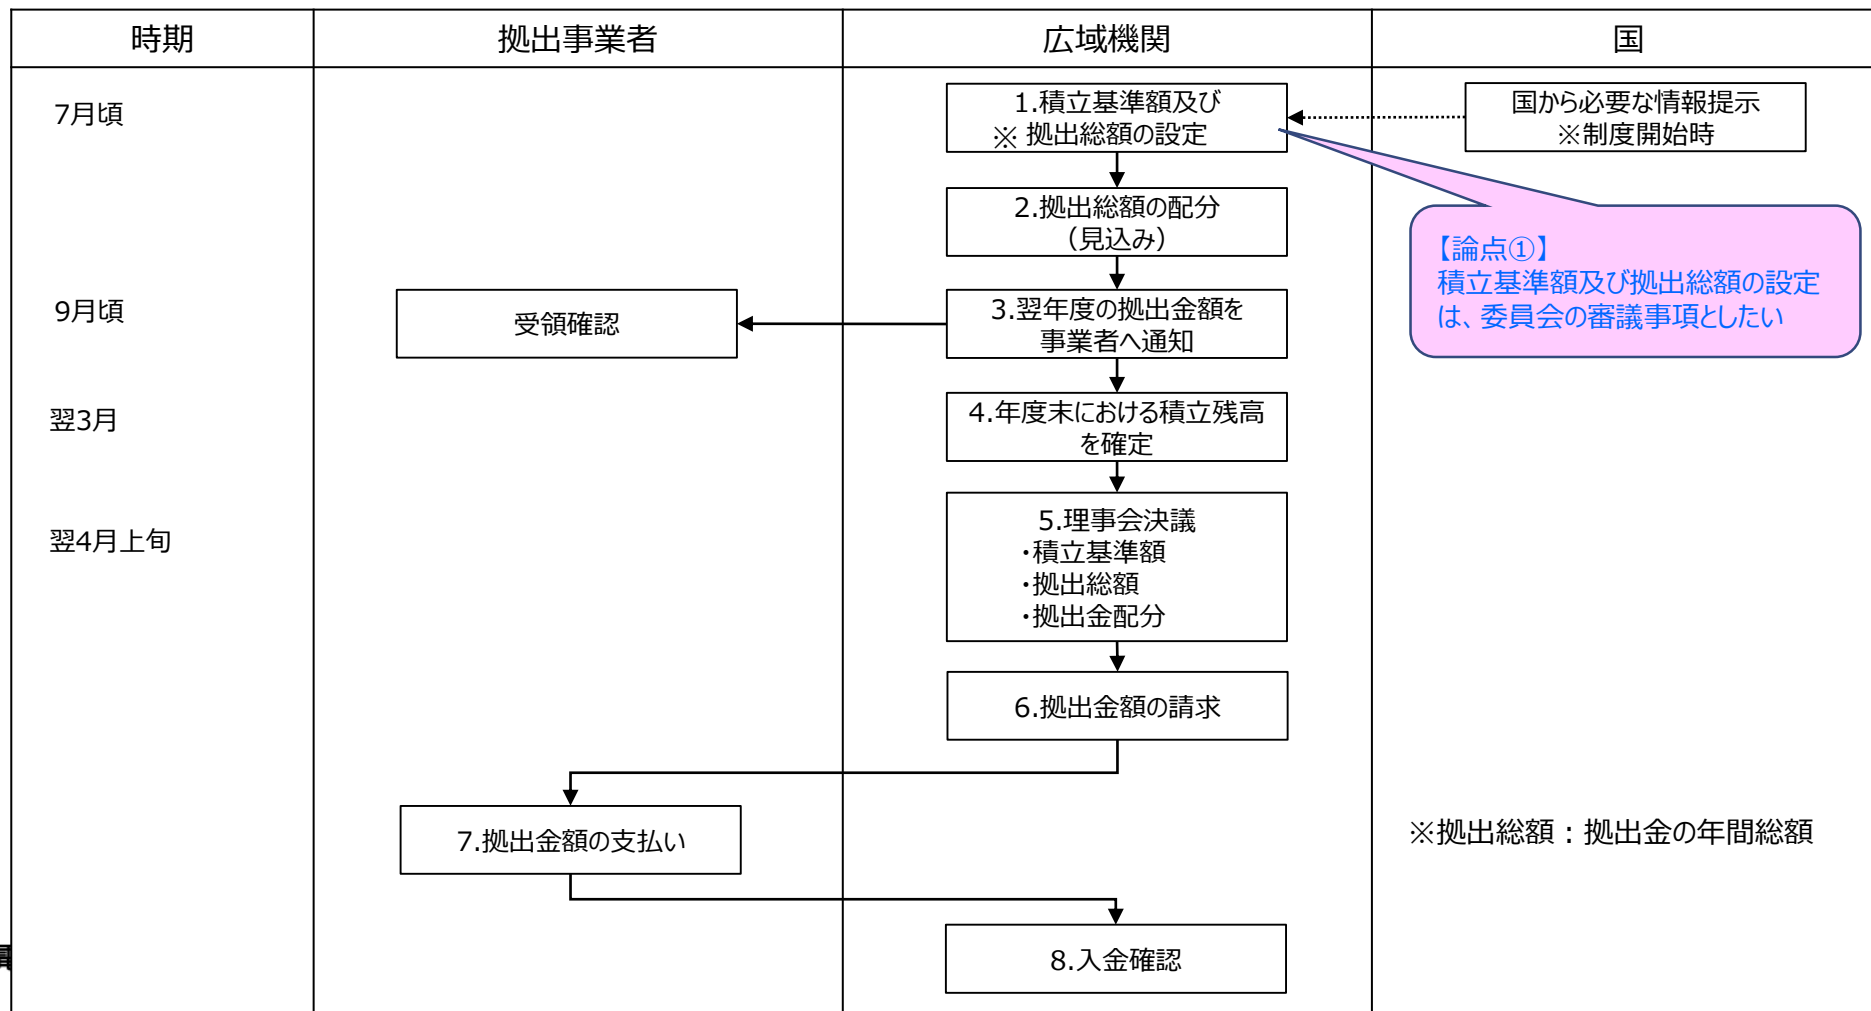 時期
拠出事業者
広域機関
国
7月頃
1.積立基準額及び
※ 拠出総額の設定
国から必要な情報提示
※制度開始時
2.拠出総額の配分
（見込み）
【論点①】
積立基準額及び拠出総額の設定
は、委員会の審議事項としたい
9月頃
受領確認
3.翌年度の拠出金額を
事業者へ通知
翌3月
4.年度末における積立残高
を確定
翌4月上旬
5.理事会決議
・積立基準額
・拠出総額
・拠出金配分
6.拠出金額の請求
7.拠出金額の支払い
※拠出総額：拠出金の年間総額
8.入金確認